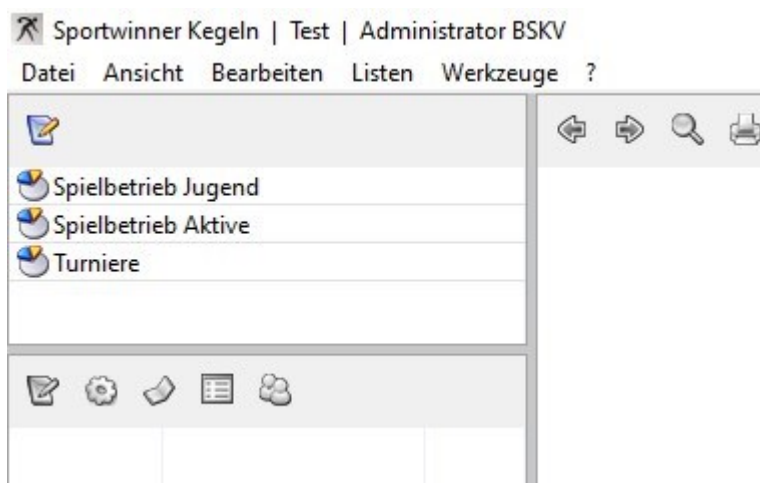 Sportwinner Kegeln | Test | Administrator BSKV
Datei Ansicht Bearbeiten Listen Werkzeuge ?
Spielbetrieb Jugend
Spielbetrieb Aktive
Turniere